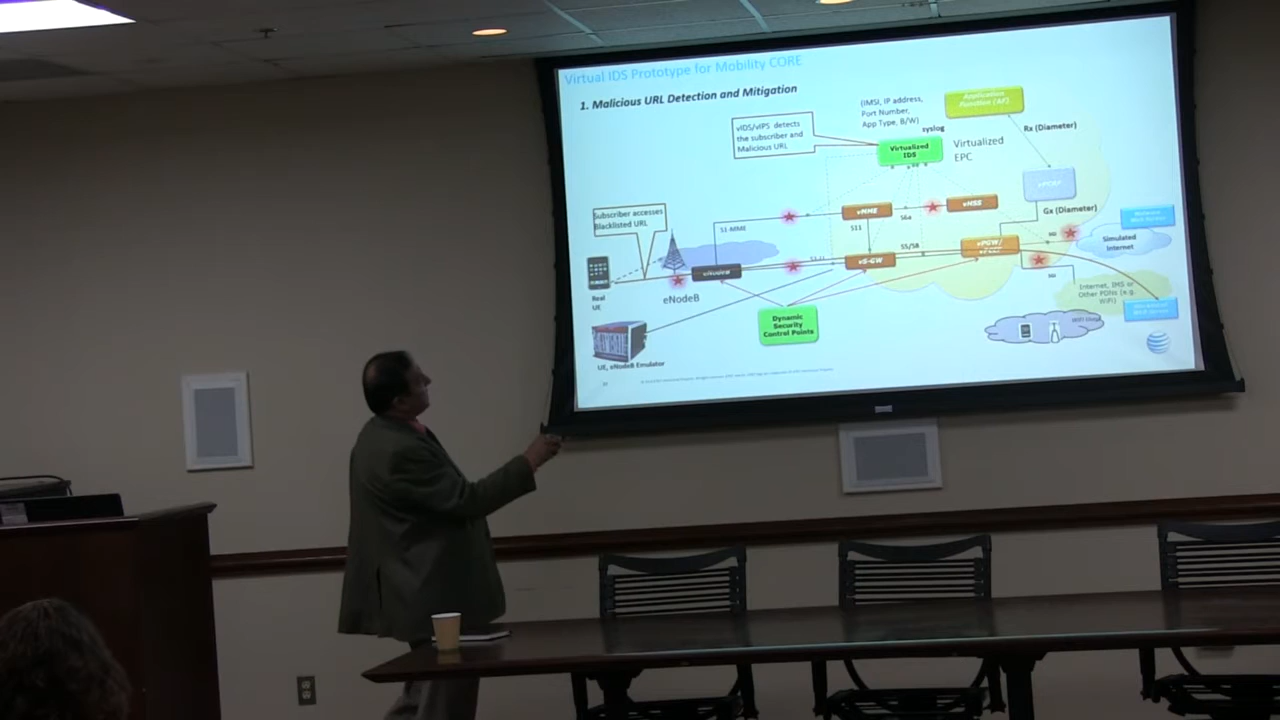 Virtual IDS Prototype for Mobility CORE
1. Malicious URL Detection and Mitigation
(IMSI, IP address,
Port Number,
App Type, B/W)
syslog
Application
Function (AF)
Rx (Diameter)
vIDS/vIPS detects
the subscriber and
Malicious URL
Virtualized
IDS
Virtualized
EPC
Gx (Diameter)
Subscriber accesses
Blacklisted URL
S1-MME
vMME
S6a
vHSS
S11
S5/S8
vS-GW
vPGW/
SGi
Simulated
Internet
eNodeB
eNodeB
Real
UE
Dynamic
Security
Control Points
SGi
Internet, IMS or
Other PDNs (e.g.
WiFi)
UE, eNodeB Emulator